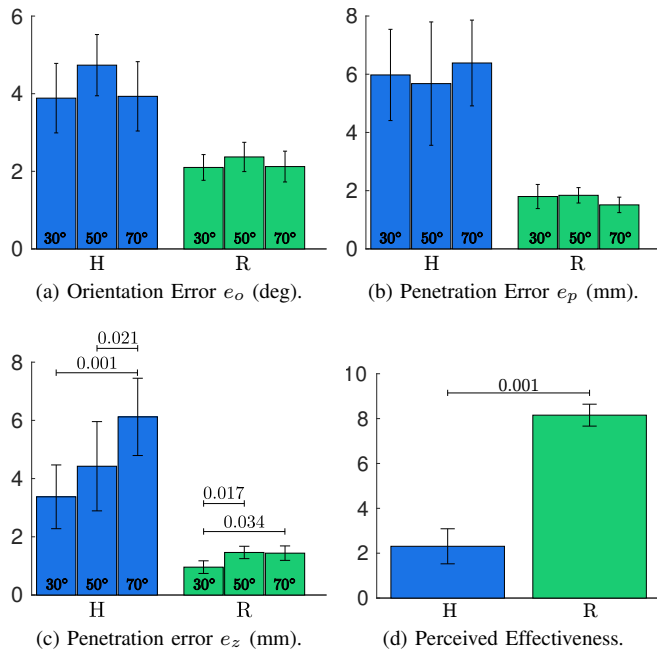 6
4
2
0
30° 50° 70°
30° 50° 70°
H
R
(a) Orientation Error e_o (deg).
8
6
4
2
0
30° 50° 70°
30° 50° 70°
H
R
(b) Penetration Error e_p (mm).
8
6
4
2
0
0.021
0.001
0.017
0.034
30° 50° 70°
30° 50° 70°
H
R
(c) Penetration error e_z (mm).
10
8
6
4
2
0
0.001
H
R
(d) Perceived Effectiveness.